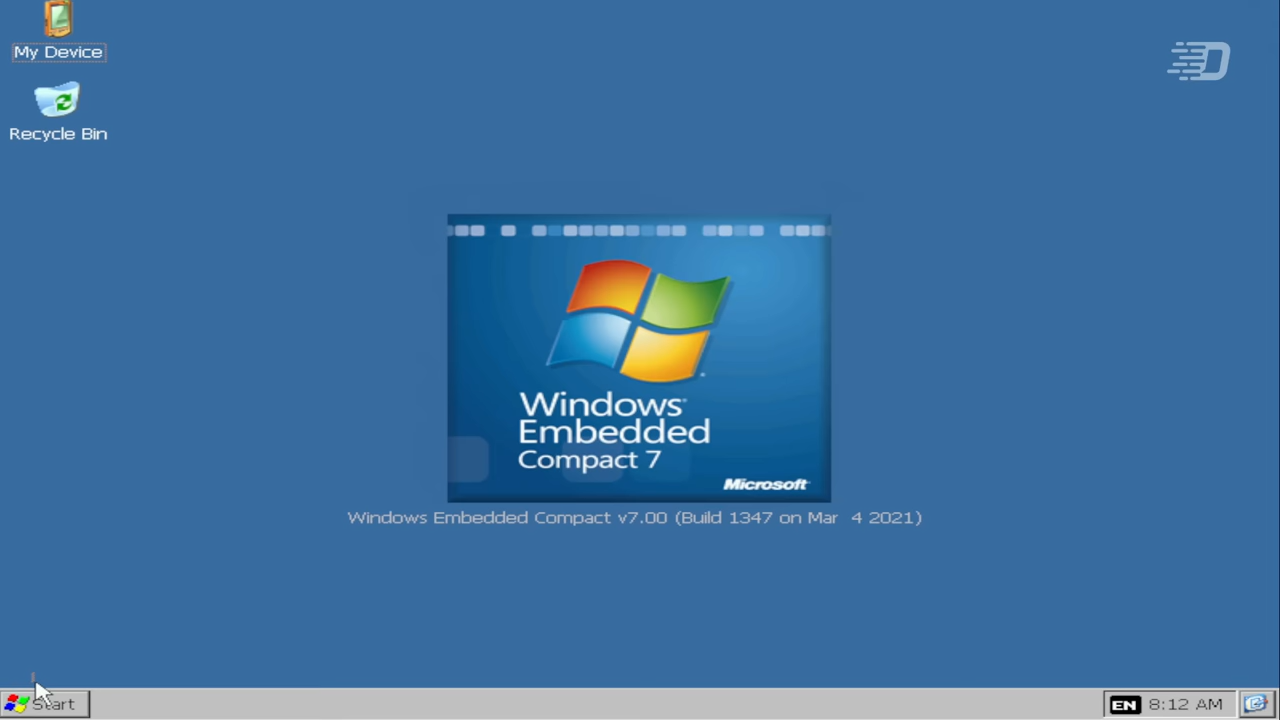 My Device
Recycle Bin
Windows
Embedded
Compact 7
Microsoft
Windows Embedded Compact v7.00 (Build 1347 on Mar 4 2021)
Start
EN 8:12 AM